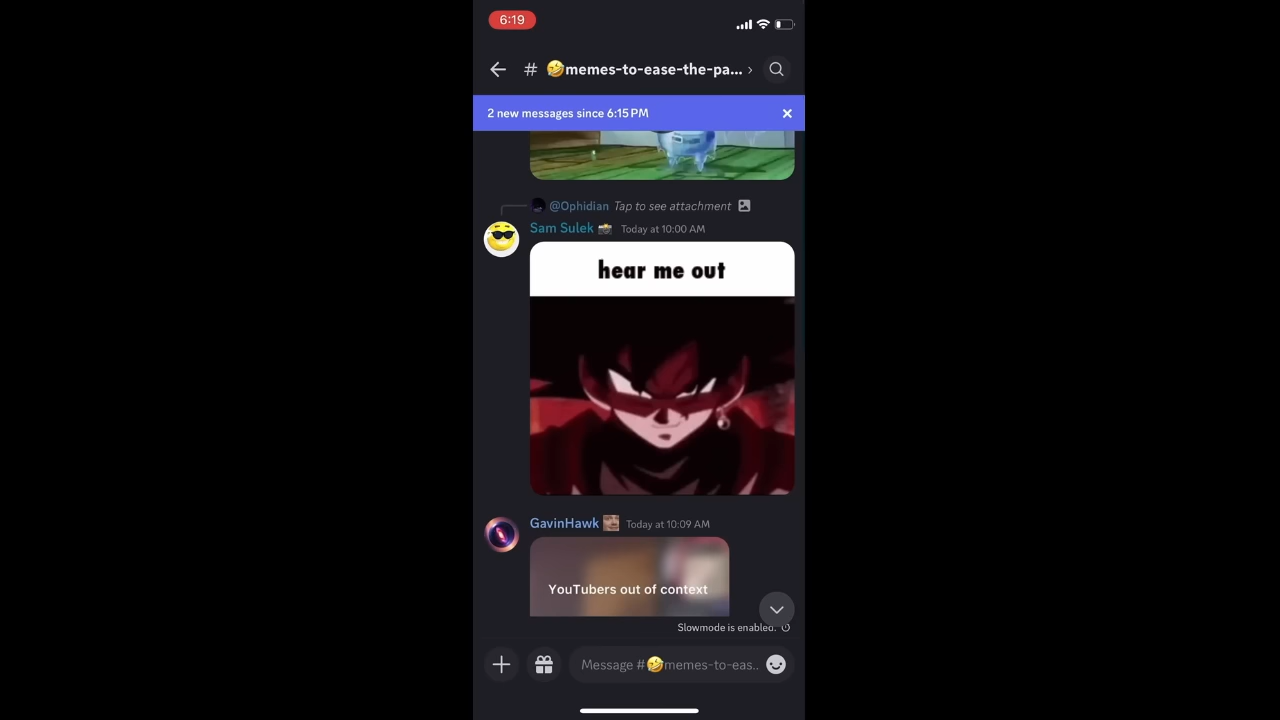 6:19
# 🤣memes-to-ease-the-pa... ›
2 new messages since 6:15 PM
@Ophidian Tap to see attachment
Sam Sulek 📸 Today at 10:00 AM
hear me out
GavinHawk Today at 10:09 AM
YouTubers out of context
Slowmode is enabled.
Message #🤣memes-to-eas..